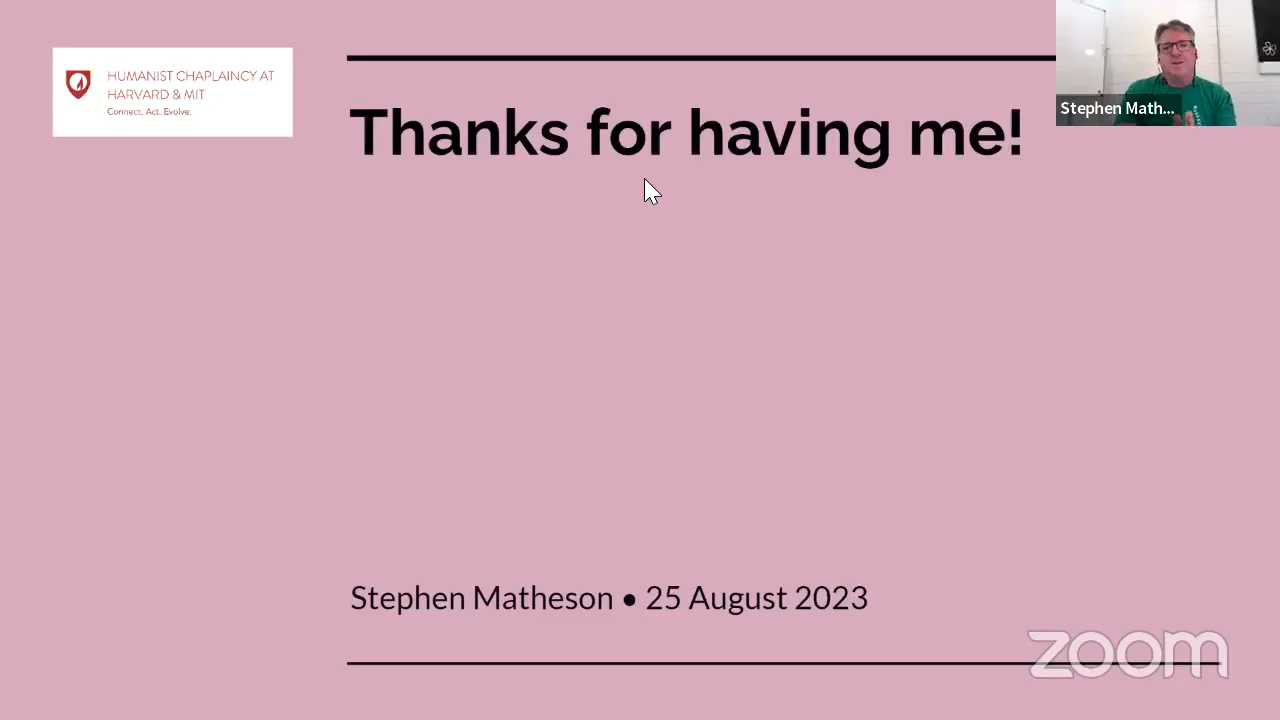 HUMANIST CHAPLAINCY AT
HARVARD & MIT
Connect. Act. Evolve.
Thanks for having me!
Stephen Math...
Stephen Matheson • 25 August 2023
zoom